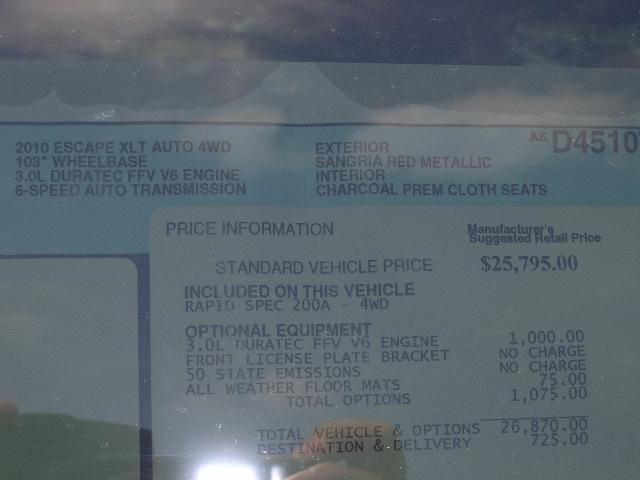 AK D4510
2010 ESCAPE XLT AUTO 4WD
103" WHEELBASE
3.0L DURATEC FFV V6 ENGINE
6-SPEED AUTO TRANSMISSION
EXTERIOR
SANGRIA RED METALLIC
INTERIOR
CHARCOAL PREM CLOTH SEATS
PRICE INFORMATION
Manufacturer's
Suggested Retail Price
STANDARD VEHICLE PRICE $25,795.00
INCLUDED ON THIS VEHICLE
RAPID SPEC 200A - 4WD
OPTIONAL EQUIPMENT
3.0L DURATEC FFV V6 ENGINE 1,000.00
FRONT LICENSE PLATE BRACKET NO CHARGE
50 STATE EMISSIONS NO CHARGE
ALL WEATHER FLOOR MATS 75.00
TOTAL OPTIONS 1,075.00
TOTAL VEHICLE & OPTIONS 26,870.00
DESTINATION & DELIVERY 725.00